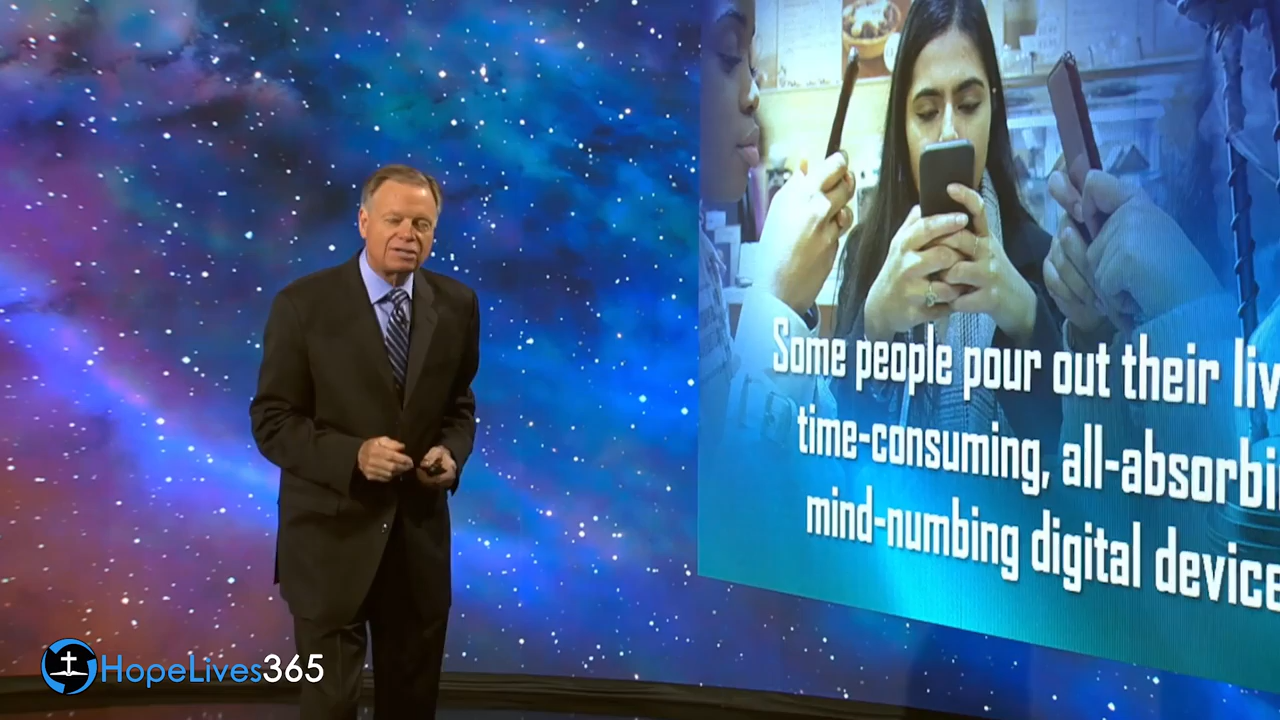 Some people pour out their liv
time-consuming, all-absorbi
mind-numbing digital device
HopeLives365